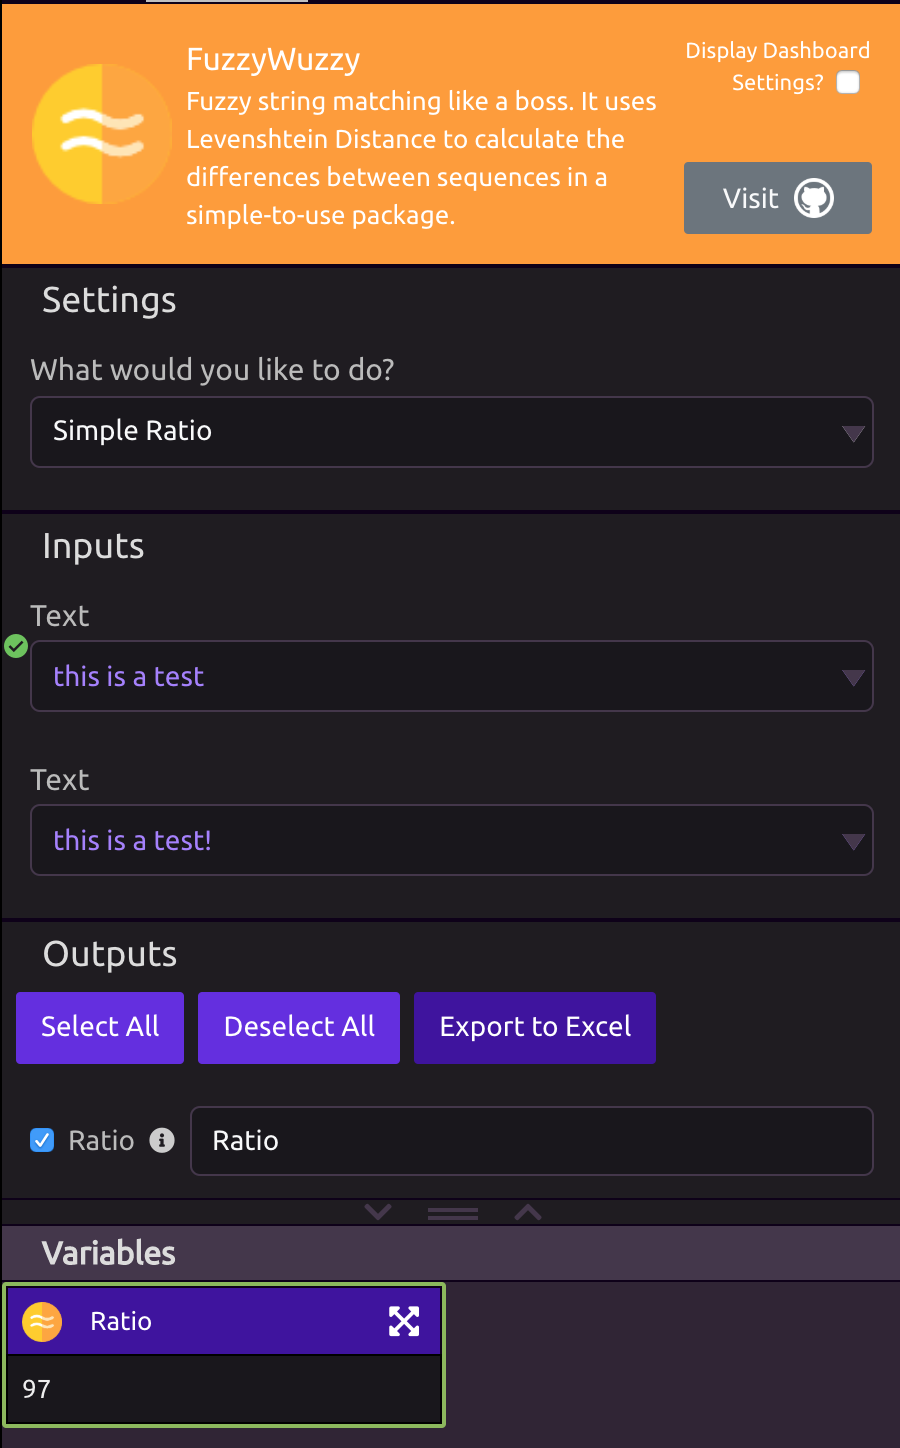 FuzzyWuzzy
Fuzzy string matching like a boss. It uses
Levenshtein Distance to calculate the
differences between sequences in a
simple-to-use package.
Display Dashboard
Settings?
Visit
Settings
What would you like to do?
Simple Ratio
Inputs
Text
this is a test
Text
this is a test!
Outputs
Select All
Deselect All
Export to Excel
Ratio
Ratio
Variables
Ratio
97